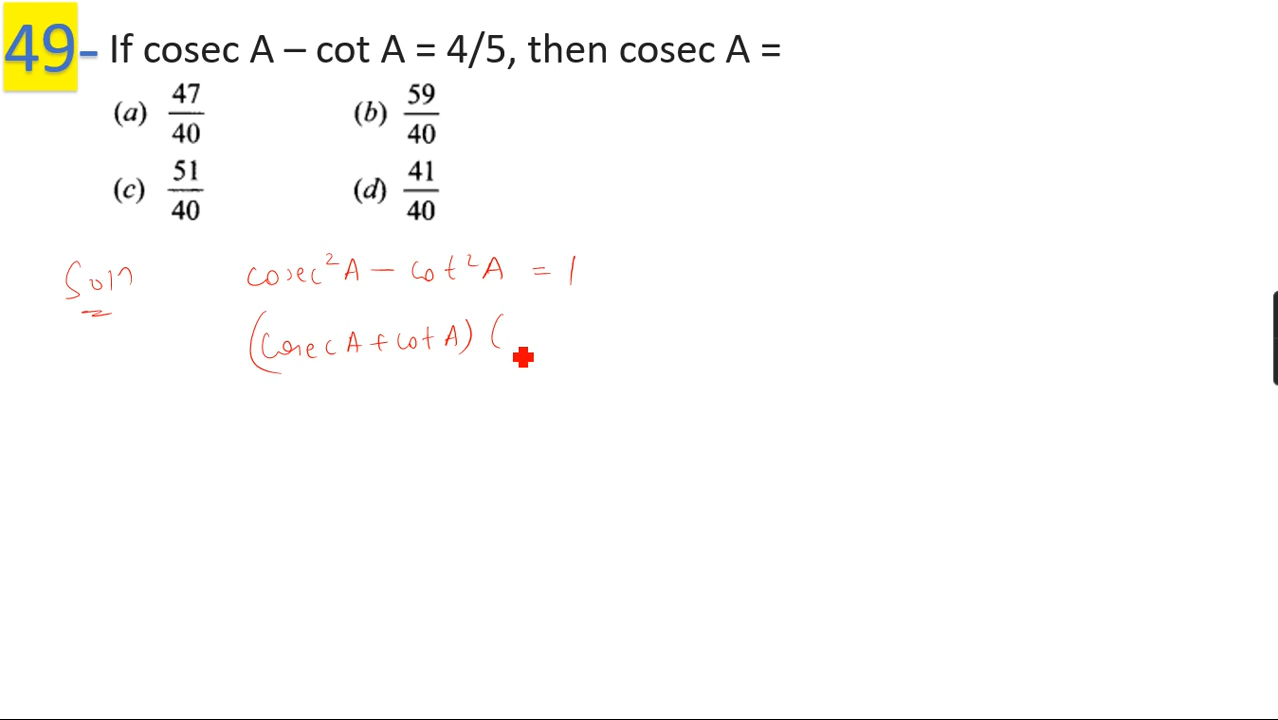 49- If cosec A – cot A = 4/5, then cosec A =
(a) 47/40 (b) 59/40
(c) 51/40 (d) 41/40
Soln cosec²A – cot²A = 1
(cosec A + cot A) (